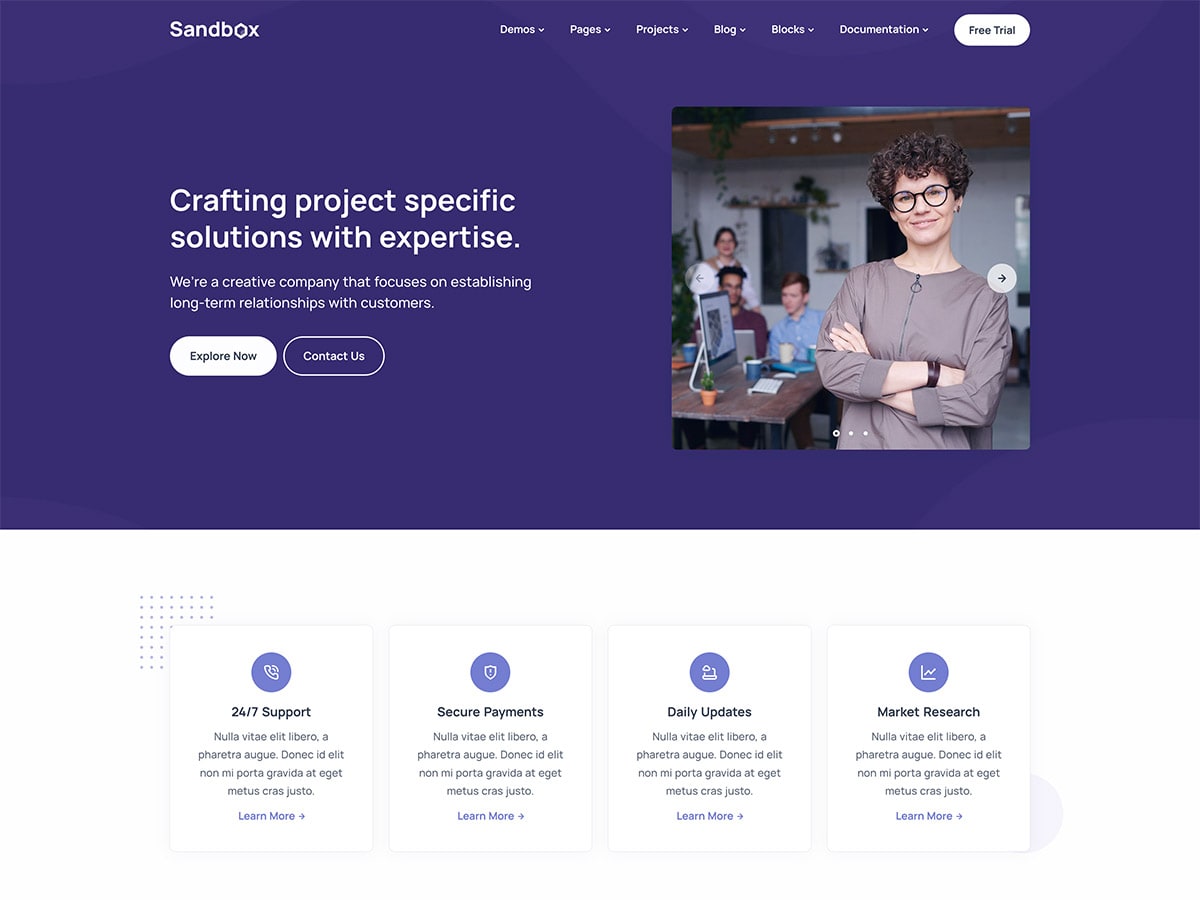 Sandbox
Demos Pages Projects Blog Blocks Documentation Free Trial
Crafting project specific
solutions with expertise.
We’re a creative company that focuses on establishing
long-term relationships with customers.
Explore Now Contact Us
24/7 Support
Nulla vitae elit libero, a
pharetra augue. Donec id elit
non mi porta gravida at eget
metus cras justo.
Learn More →
Secure Payments
Nulla vitae elit libero, a
pharetra augue. Donec id elit
non mi porta gravida at eget
metus cras justo.
Learn More →
Daily Updates
Nulla vitae elit libero, a
pharetra augue. Donec id elit
non mi porta gravida at eget
metus cras justo.
Learn More →
Market Research
Nulla vitae elit libero, a
pharetra augue. Donec id elit
non mi porta gravida at eget
metus cras justo.
Learn More →